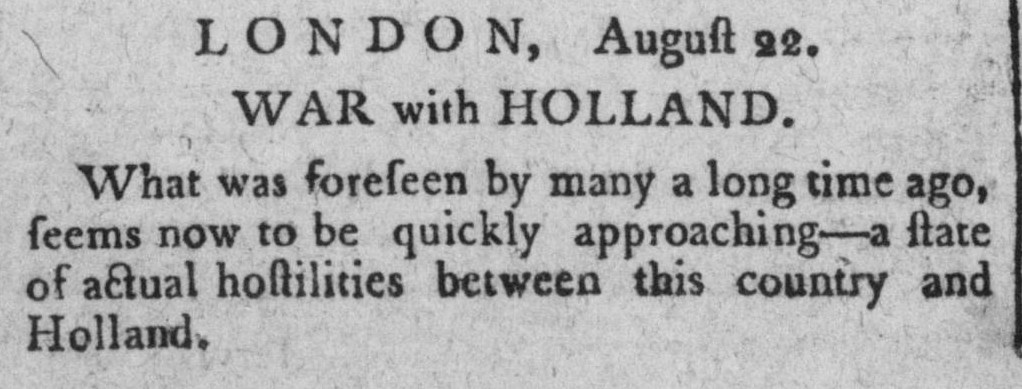 LONDON, Auguſt 22.
WAR with HOLLAND.
What was foreſeen by many a long time ago,
ſeems now to be quickly approaching—a ſtate
of actual hoſtilities between this country and
Holland.